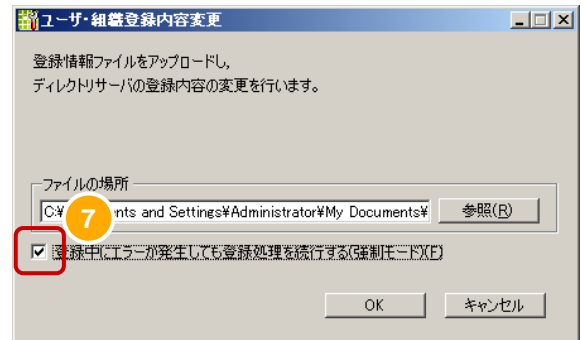 ユーザ・組織登録内容変更
登録情報ファイルをアップロードし,
ディレクトリサーバの登録内容の変更を行います。
ファイルの場所
C:¥ ents and Settings¥Administrator¥My Documents¥
参照(R)
7
登録中にエラーが発生しても登録処理を続行する(強制モード)(F)
OK
キャンセル